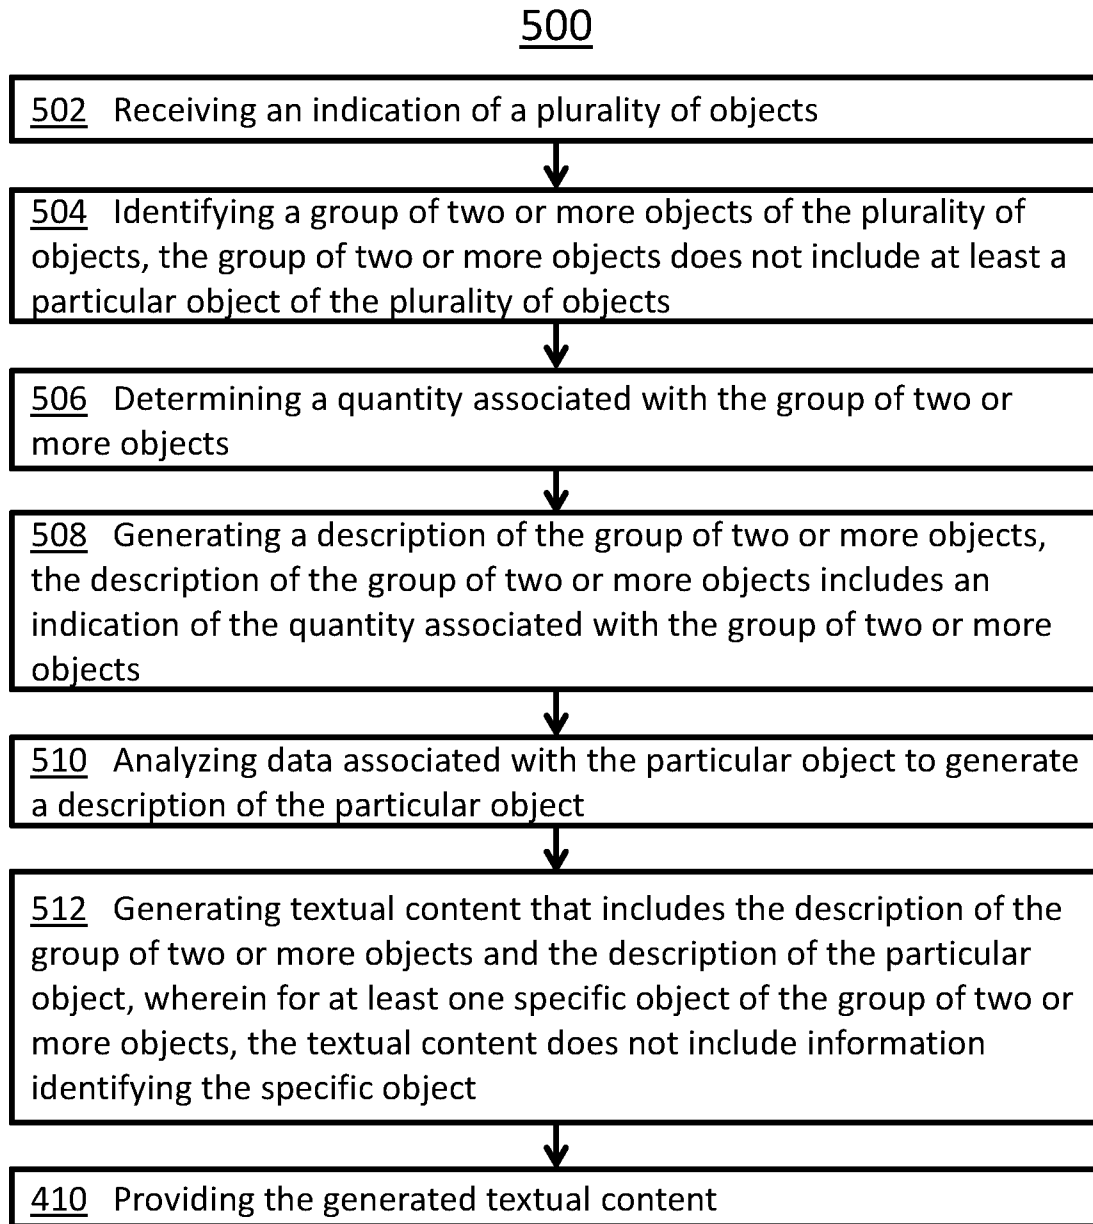 500
502 Receiving an indication of a plurality of objects
504 Identifying a group of two or more objects of the plurality of
objects, the group of two or more objects does not include at least a
particular object of the plurality of objects
506 Determining a quantity associated with the group of two or
more objects
508 Generating a description of the group of two or more objects,
the description of the group of two or more objects includes an
indication of the quantity associated with the group of two or more
objects
510 Analyzing data associated with the particular object to generate
a description of the particular object
512 Generating textual content that includes the description of the
group of two or more objects and the description of the particular
object, wherein for at least one specific object of the group of two or
more objects, the textual content does not include information
identifying the specific object
410 Providing the generated textual content